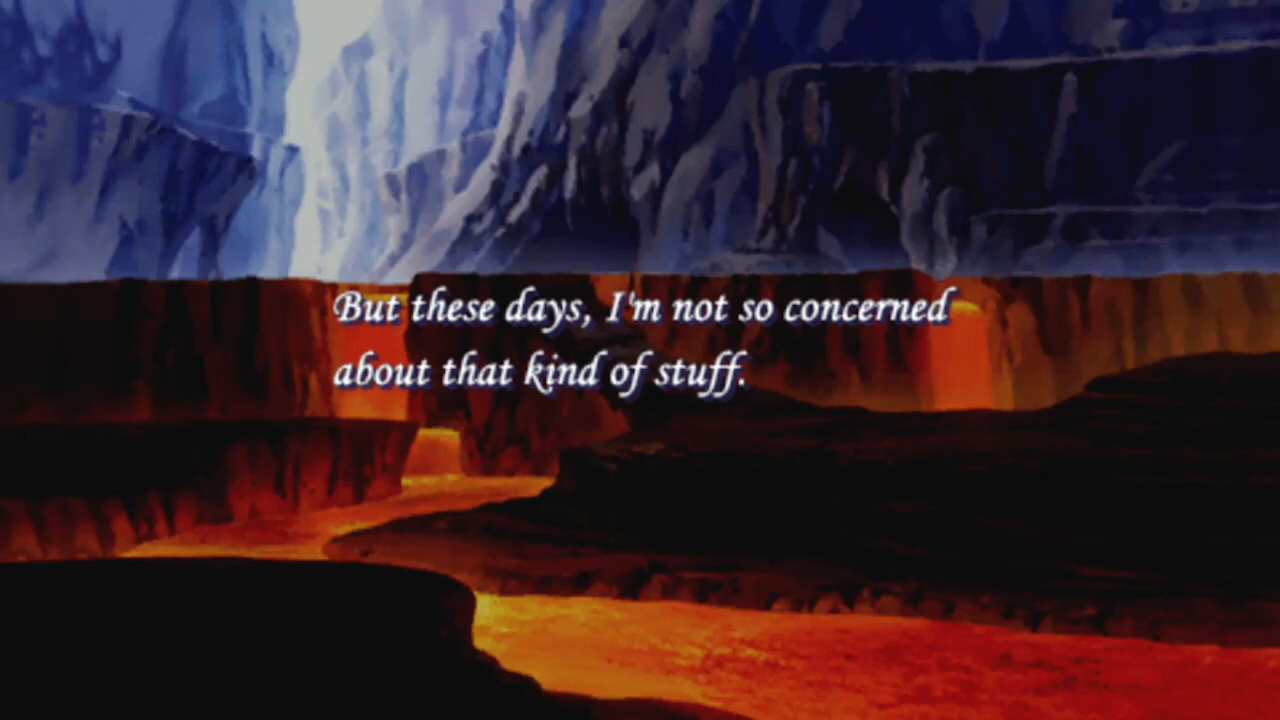 But these days, I'm not so concerned
about that kind of stuff.